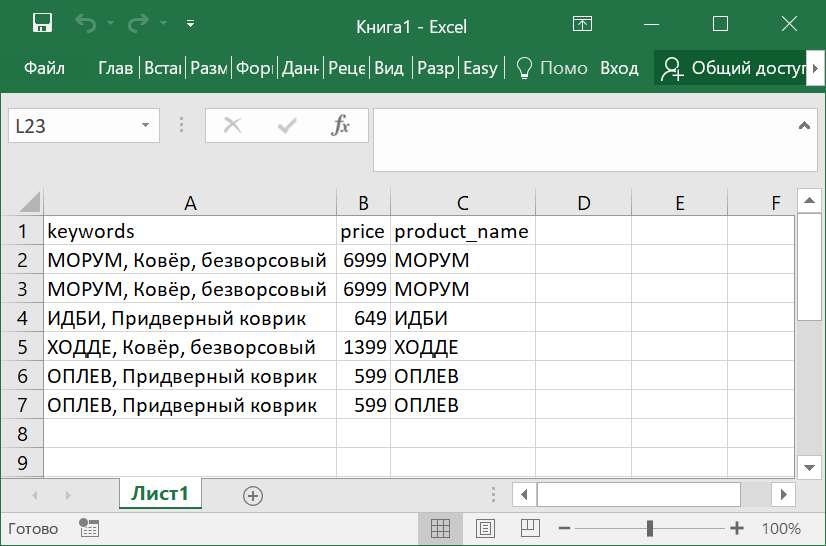 Книга1 - Excel
Файл Глав Встаı Разм Форı Данı Реце Вид Разр Easy Помо Вход Общий доступ
L23 fx
A B C D E F
1 keywords price product_name
2 МОРУМ, Ковёр, безворсовый 6999 МОРУМ
3 МОРУМ, Ковёр, безворсовый 6999 МОРУМ
4 ИДБИ, Придверный коврик 649 ИДБИ
5 ХОДДЕ, Ковёр, безворсовый 1399 ХОДДЕ
6 ОПЛЕВ, Придверный коврик 599 ОПЛЕВ
7 ОПЛЕВ, Придверный коврик 599 ОПЛЕВ
8
9
Лист1
Готово 100%